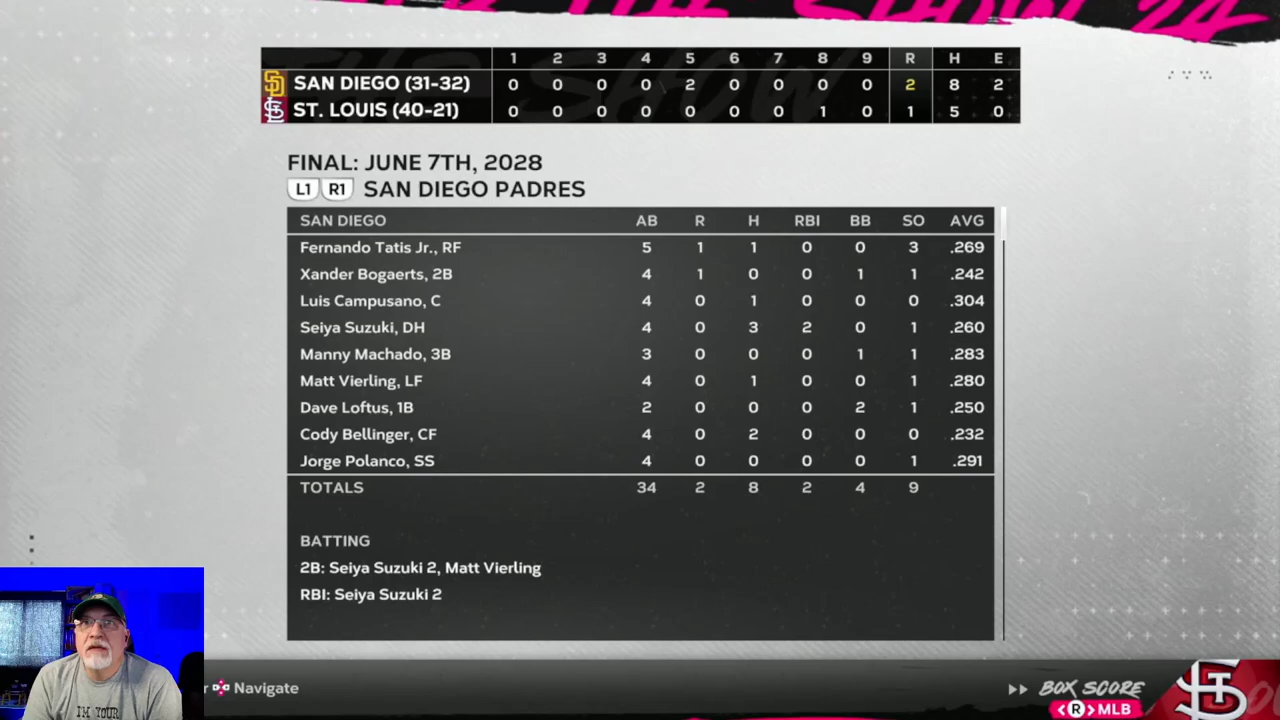 THE SHOW 24
1 2 3 4 5 6 7 8 9 R H E
SAN DIEGO (31-32) 0 0 0 0 2 0 0 0 0 2 8 2
ST. LOUIS (40-21) 0 0 0 0 0 0 0 1 0 1 5 0
FINAL: JUNE 7TH, 2028
L1 R1 SAN DIEGO PADRES
SAN DIEGO AB R H RBI BB SO AVG
Fernando Tatis Jr., RF 5 1 1 0 0 3 .269
Xander Bogaerts, 2B 4 1 0 0 1 1 .242
Luis Campusano, C 4 0 1 0 0 0 .304
Seiya Suzuki, DH 4 0 3 2 0 1 .260
Manny Machado, 3B 3 0 0 0 1 1 .283
Matt Vierling, LF 4 0 1 0 0 1 .280
Dave Loftus, 1B 2 0 0 0 2 1 .250
Cody Bellinger, CF 4 0 2 0 0 0 .232
Jorge Polanco, SS 4 0 0 0 0 1 .291
TOTALS 34 2 8 2 4 9
BATTING
2B: Seiya Suzuki 2, Matt Vierling
RBI: Seiya Suzuki 2
Navigate
BOX SCORE
R MLB
I'M YOUR